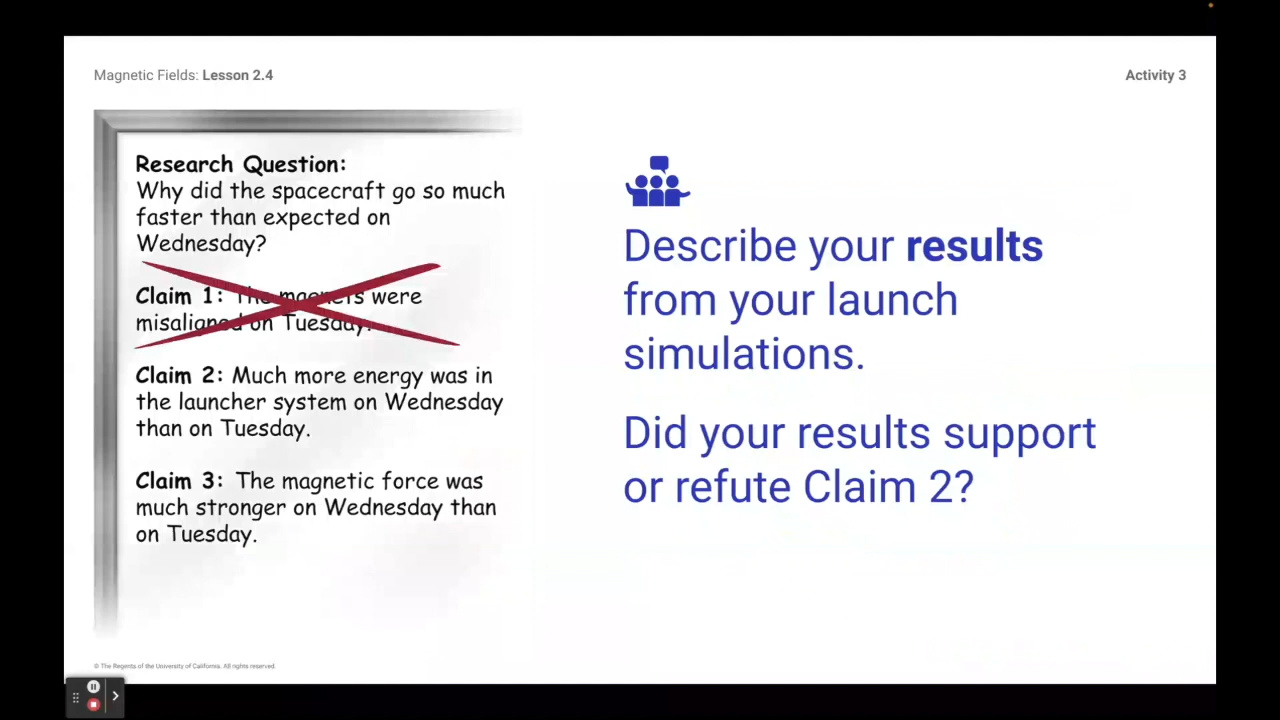 Magnetic Fields: Lesson 2.4
Activity 3
Research Question:
Why did the spacecraft go so much
faster than expected on
Wednesday?
Claim 1: The magnets were
misaligned on Tuesday.
Claim 2: Much more energy was in
the launcher system on Wednesday
than on Tuesday.
Claim 3: The magnetic force was
much stronger on Wednesday than
on Tuesday.
Describe your results
from your launch
simulations.
Did your results support
or refute Claim 2?
© The Regents of the University of California. All rights reserved.